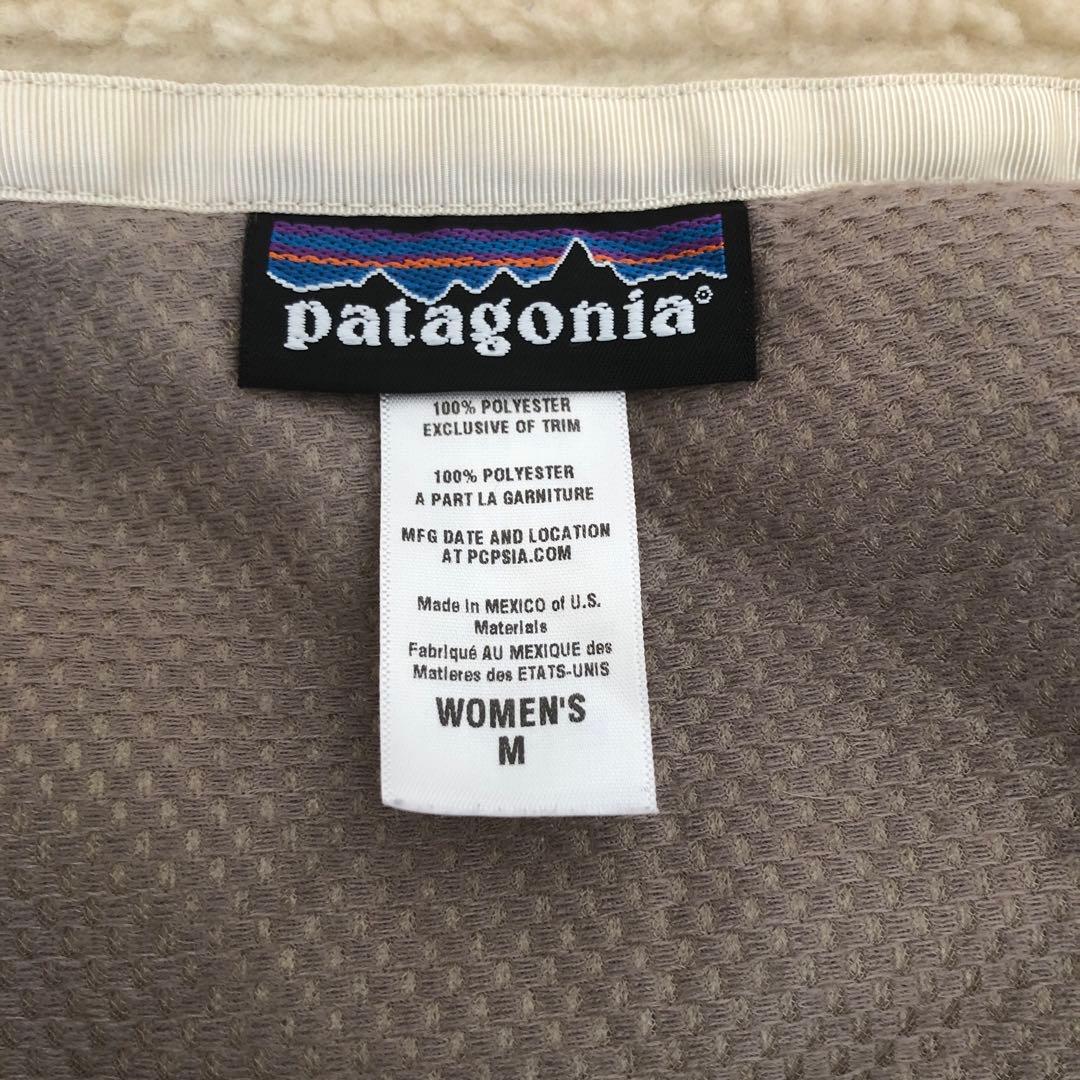 patagonia®
100% POLYESTER
EXCLUSIVE OF TRIM
100% POLYESTER
A PART LA GARNITURE
MFG DATE AND LOCATION
AT PCPSIA.COM
Made in MEXICO of U.S.
Materials
Fabriqué AU MEXIQUE des
Matieres des ETATS-UNIS
WOMEN'S
M